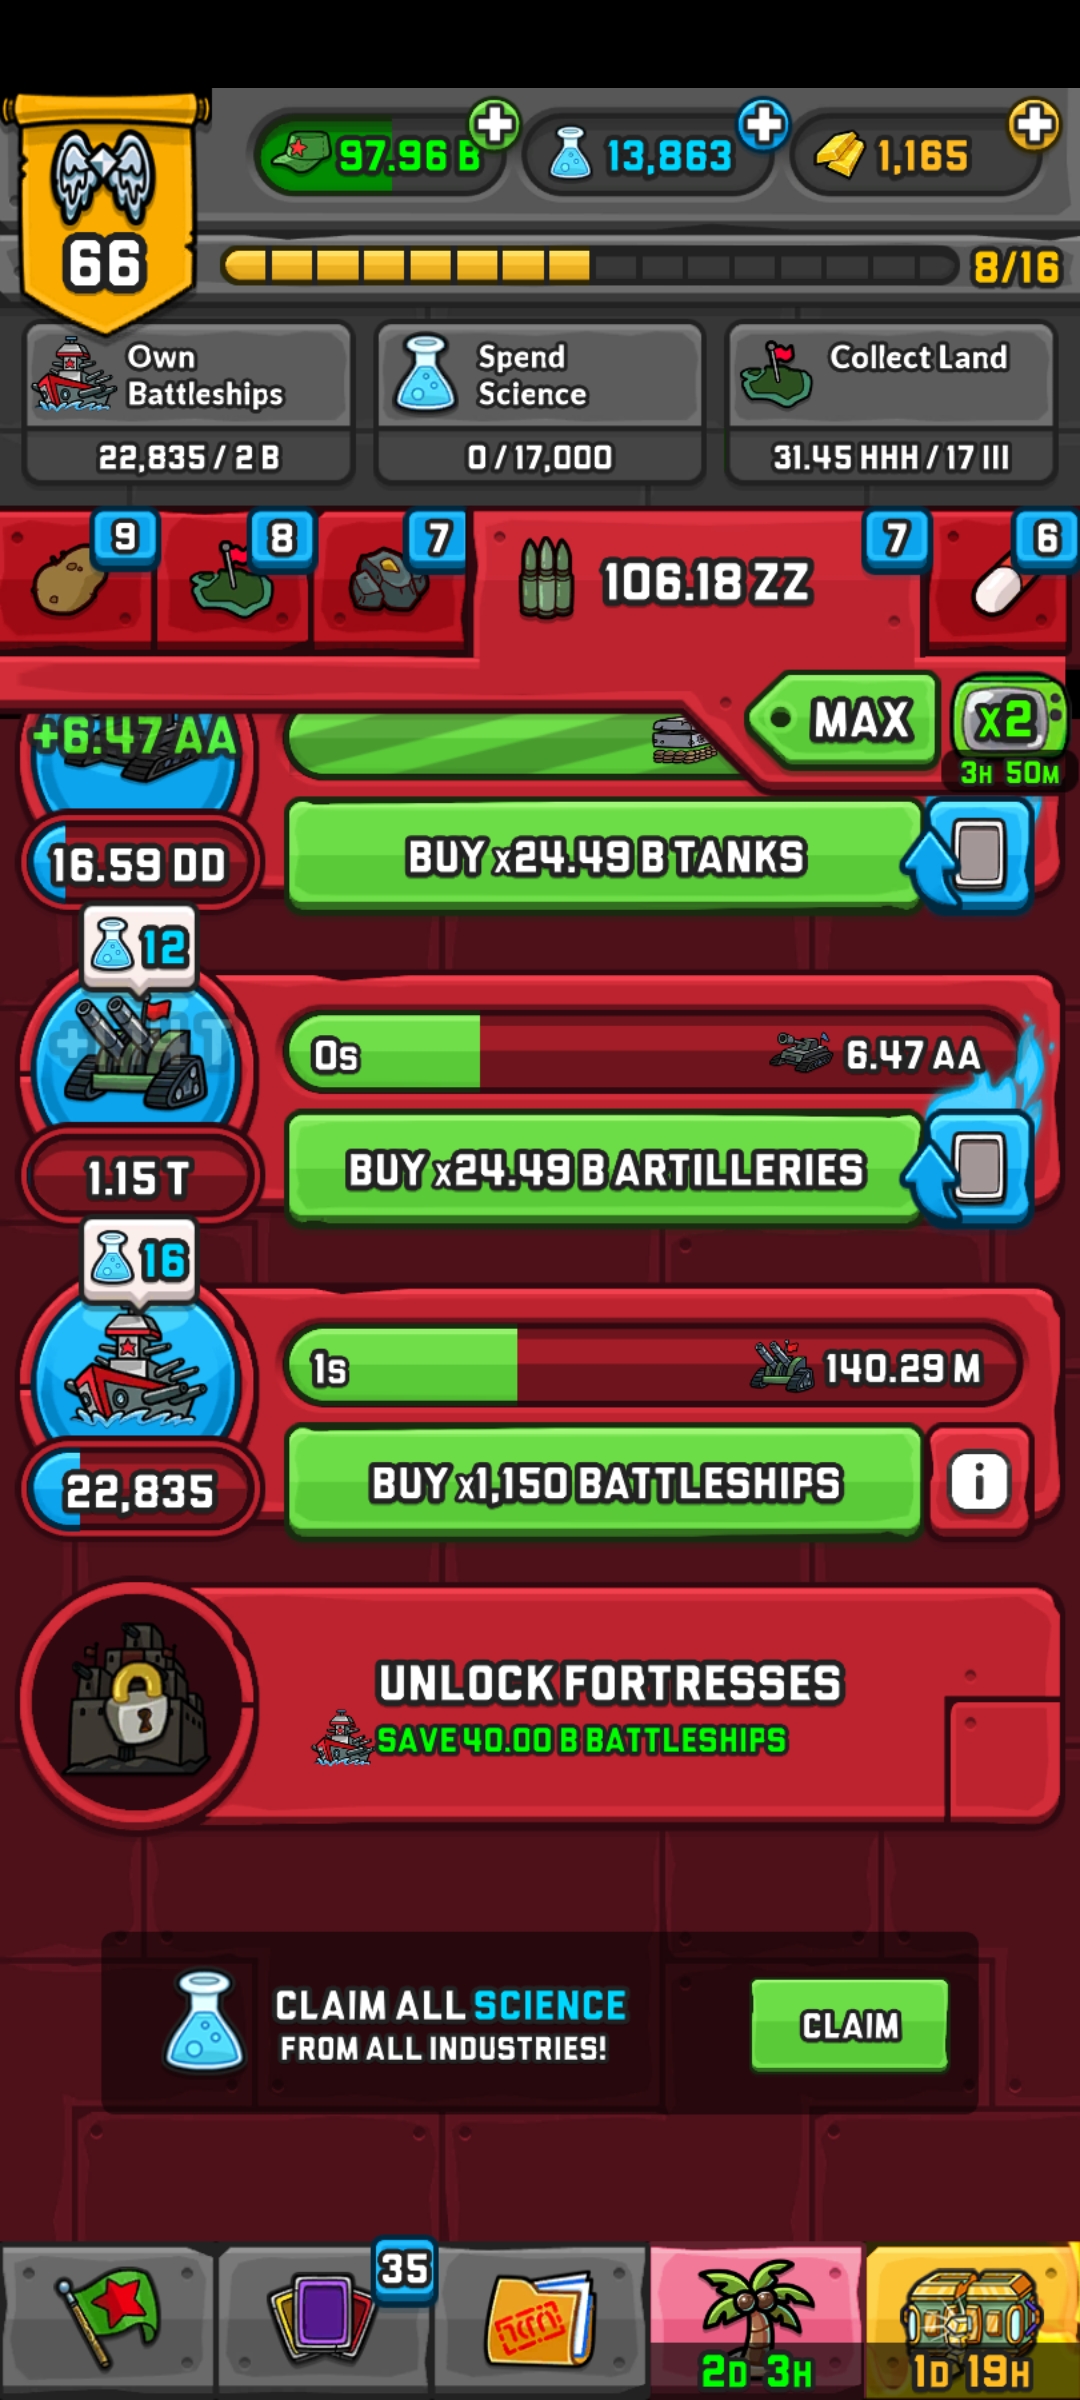 97.96 B
13,863
1,165
66
8/16
Own
Battleships
22,835 / 2 B
Spend
Science
0 / 17,000
Collect Land
31.45 HHH / 17 III
9
8
7
106.18 ZZ
7
6
MAX
x2
3H 50M
+6.47 AA
16.59 DD
BUY x24.49 B TANKS
12
0s
6.47 AA
1.15 T
BUY x24.49 B ARTILLERIES
16
1s
140.29 M
22,835
BUY x1,150 BATTLESHIPS
i
UNLOCK FORTRESSES
SAVE 40.00 B BATTLESHIPS
CLAIM ALL SCIENCE
FROM ALL INDUSTRIES!
CLAIM
35
2D 3H
1D 19H